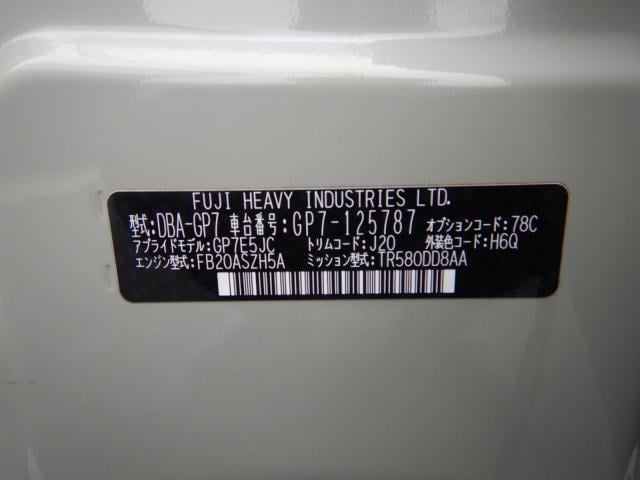 FUJI HEAVY INDUSTRIES LTD.
型式:DBA-GP7 車台番号:GP7-125787 オプションコード:78C
アプライドモデル:GP7E5JC トリムコード:J20 外装色コード:H6Q
エンジン型式:FB20ASZH5A ミッション型式:TR580DD8AA